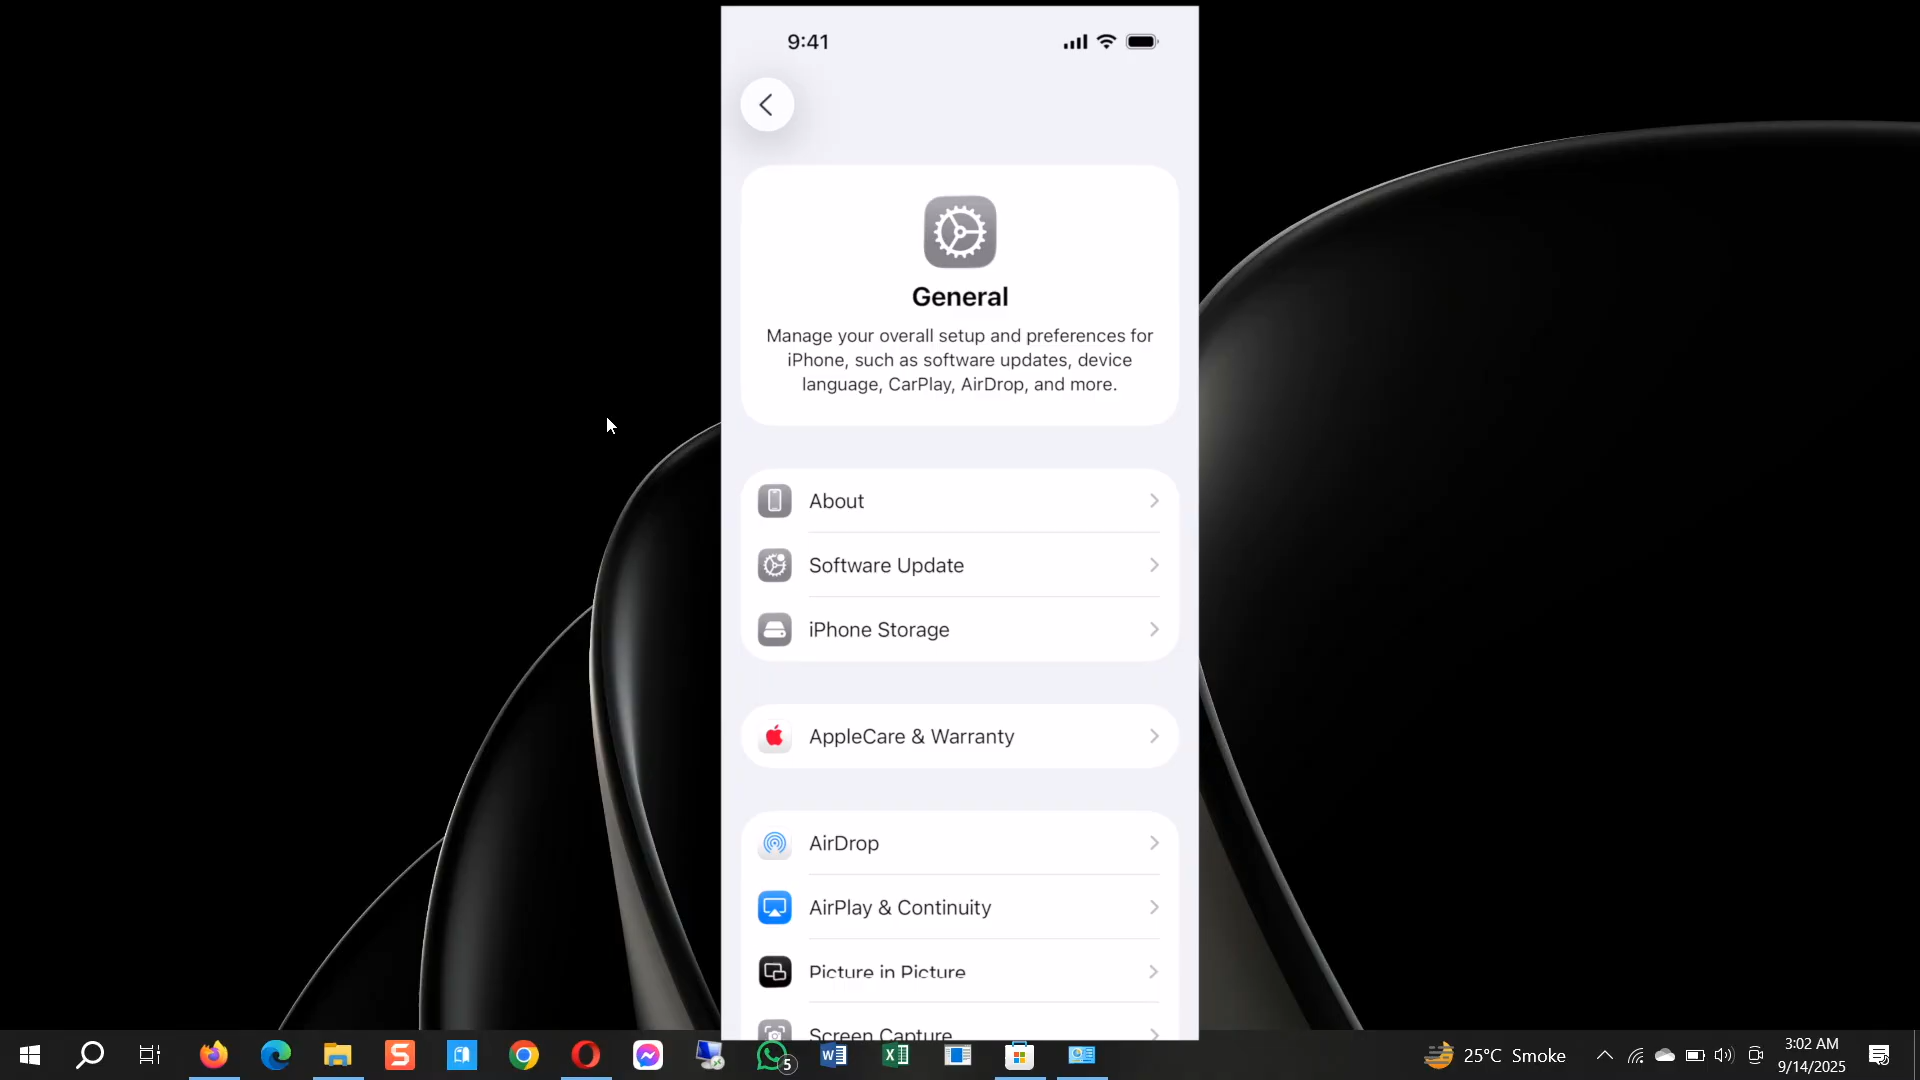 9:41
General
Manage your overall setup and preferences for
iPhone, such as software updates, device
language, CarPlay, AirDrop, and more.
About
Software Update
iPhone Storage
AppleCare & Warranty
AirDrop
AirPlay & Continuity
Picture in Picture
Screen Capture
S
5
W
X
25°C Smoke
3:02 AM
9/14/2025